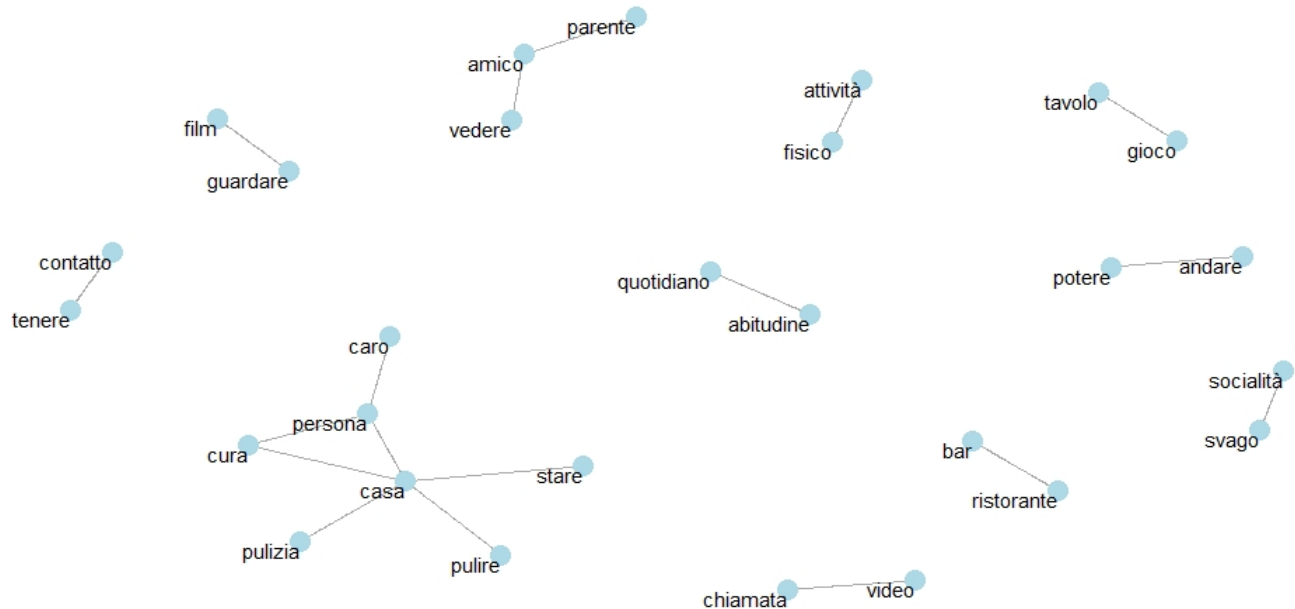 parente
amico
attività
tavolo
film
vedere
fisico
gioco
guardare
contatto
potere
andare
quotidiano
tenere
abitudine
caro
socialità
persona
cura
svago
bar
stare
casa
ristorante
pulizia
pulire
chiamata
video